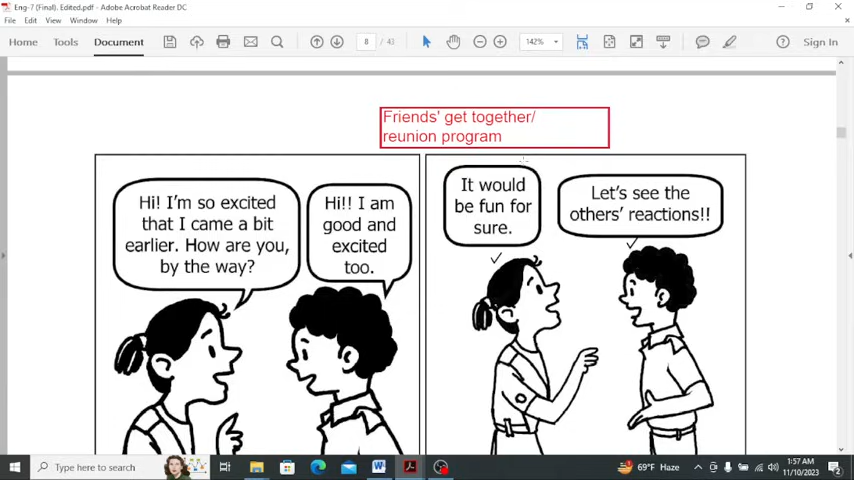 Eng-7 (Final). Edited.pdf - Adobe Acrobat Reader DC
File Edit View Window Help
Home Tools Document 8 / 43 142% Sign In
Friends' get together/
reunion program
Hi! I'm so excited
that I came a bit
earlier. How are you,
by the way?
Hi!! I am
good and
excited
too.
It would
be fun for
sure.
Let's see the
others' reactions!!
Type here to search
69°F Haze
1:57 AM
11/10/2023
2